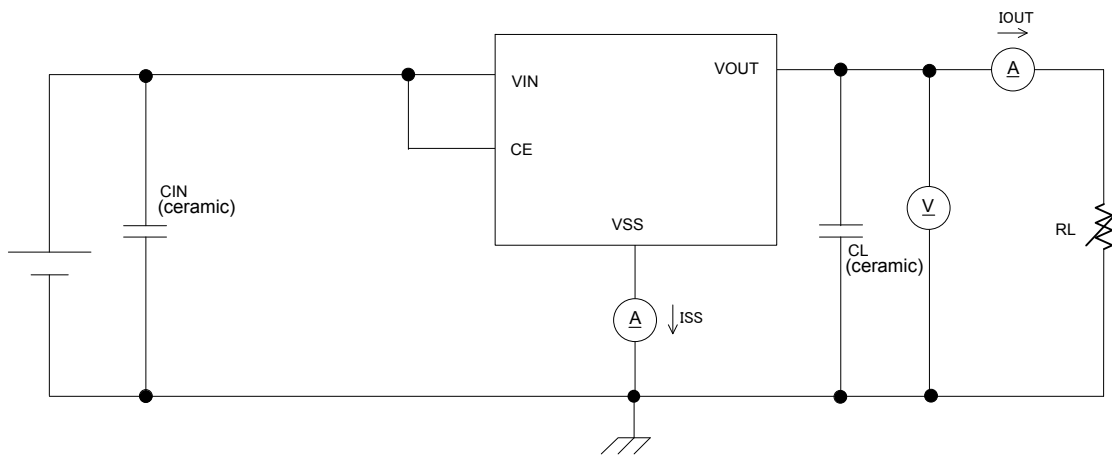 IOUT
A
VIN
VOUT
CE
CIN
(ceramic)
VSS
V
CL
(ceramic)
RL
A
ISS